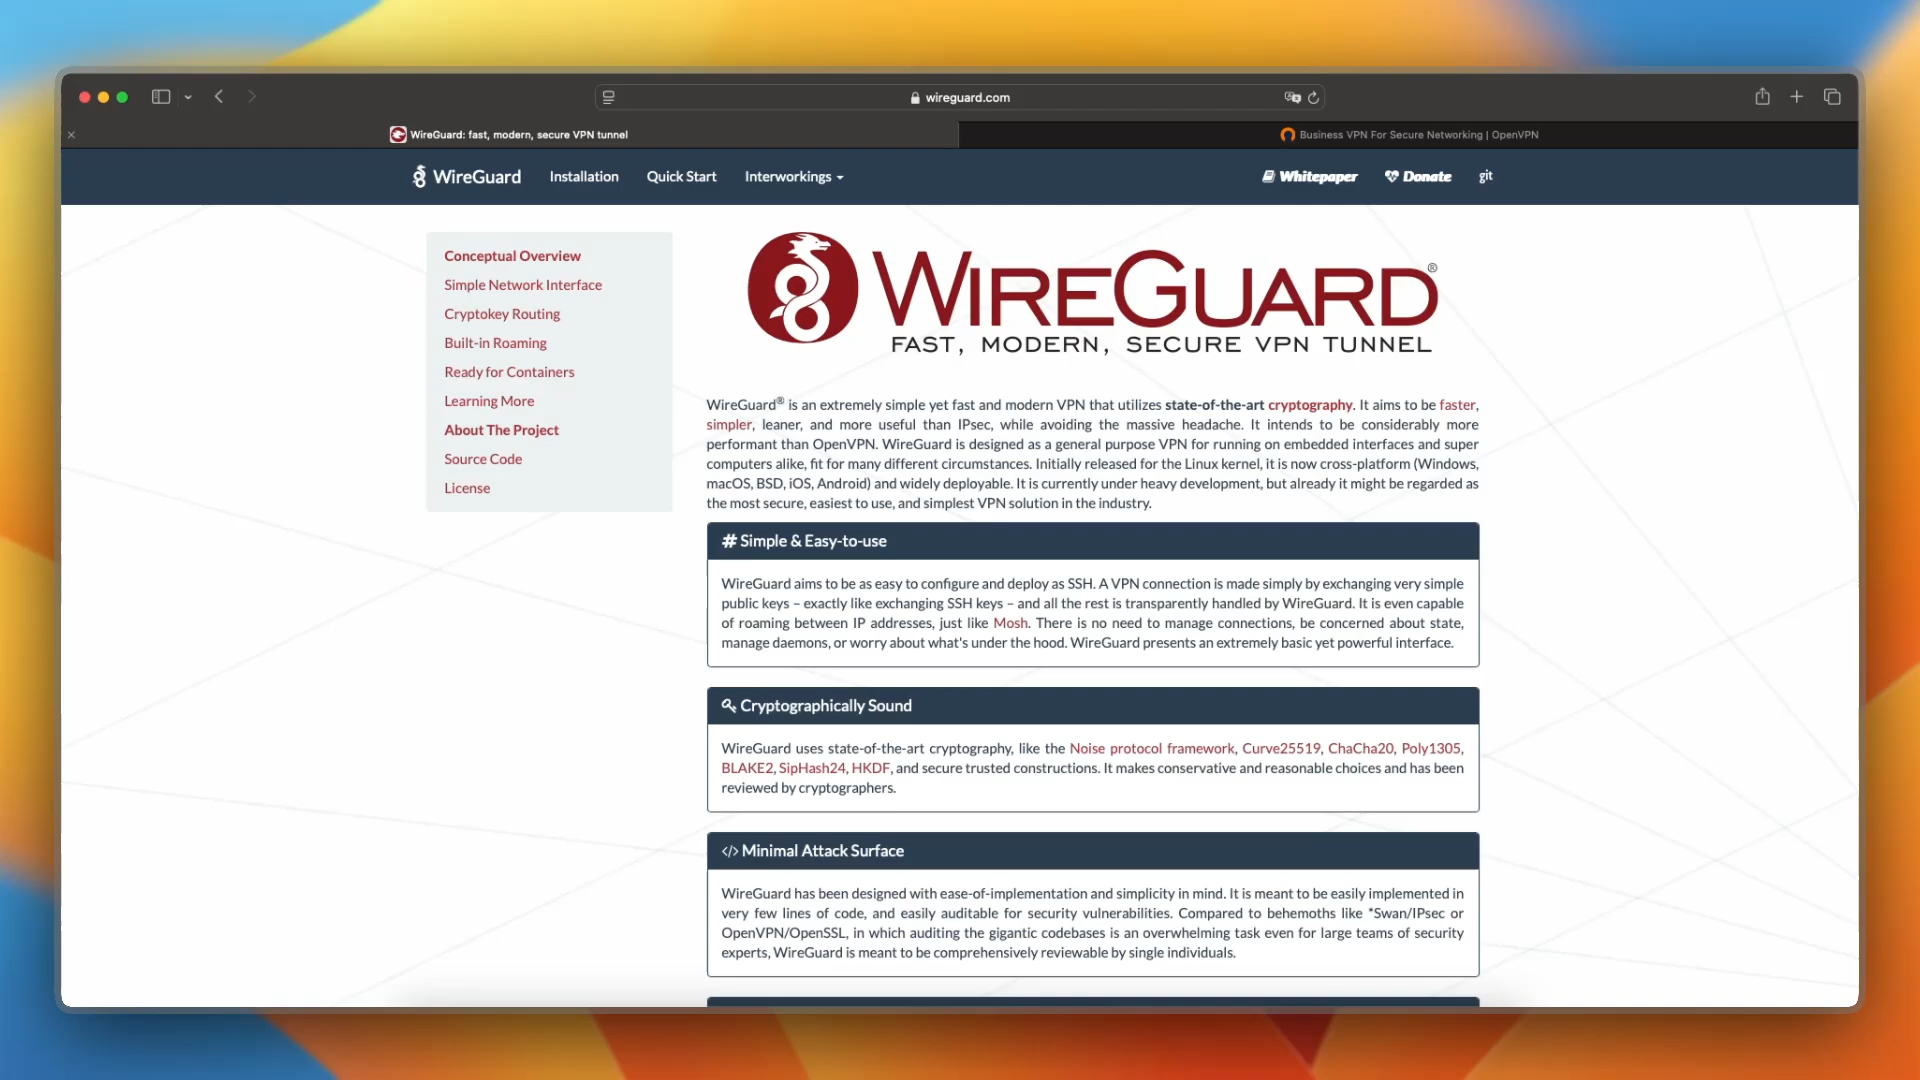 wireguard.com
WireGuard: fast, modern, secure VPN tunnel
Business VPN For Secure Networking | OpenVPN
WireGuard Installation Quick Start Interworkings Whitepaper Donate git
Conceptual Overview
Simple Network Interface
Cryptokey Routing
Built-in Roaming
Ready for Containers
Learning More
About The Project
Source Code
License
WIREGUARD®
FAST, MODERN, SECURE VPN TUNNEL
WireGuard® is an extremely simple yet fast and modern VPN that utilizes state-of-the-art cryptography. It aims to be faster,
simpler, leaner, and more useful than IPsec, while avoiding the massive headache. It intends to be considerably more
performant than OpenVPN. WireGuard is designed as a general purpose VPN for running on embedded interfaces and super
computers alike, fit for many different circumstances. Initially released for the Linux kernel, it is now cross-platform (Windows,
macOS, BSD, iOS, Android) and widely deployable. It is currently under heavy development, but already it might be regarded as
the most secure, easiest to use, and simplest VPN solution in the industry.
# Simple & Easy-to-use
WireGuard aims to be as easy to configure and deploy as SSH. A VPN connection is made simply by exchanging very simple
public keys – exactly like exchanging SSH keys – and all the rest is transparently handled by WireGuard. It is even capable
of roaming between IP addresses, just like Mosh. There is no need to manage connections, be concerned about state,
manage daemons, or worry about what's under the hood. WireGuard presents an extremely basic yet powerful interface.
Cryptographically Sound
WireGuard uses state-of-the-art cryptography, like the Noise protocol framework, Curve25519, ChaCha20, Poly1305,
BLAKE2, SipHash24, HKDF, and secure trusted constructions. It makes conservative and reasonable choices and has been
reviewed by cryptographers.
</> Minimal Attack Surface
WireGuard has been designed with ease-of-implementation and simplicity in mind. It is meant to be easily implemented in
very few lines of code, and easily auditable for security vulnerabilities. Compared to behemoths like *Swan/IPsec or
OpenVPN/OpenSSL, in which auditing the gigantic codebases is an overwhelming task even for large teams of security
experts, WireGuard is meant to be comprehensively reviewable by single individuals.